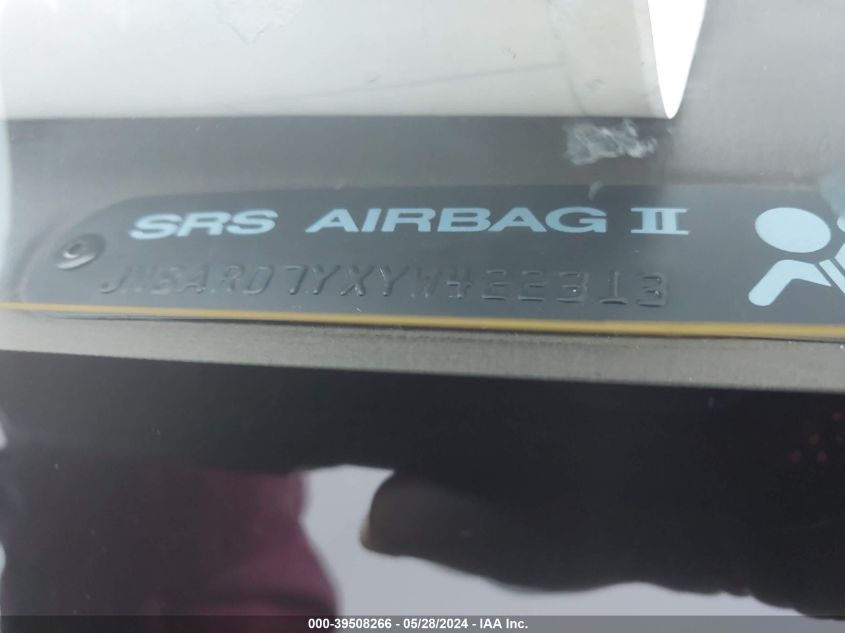 SRS AIRBAG II
JN8AR07YXYW422313
000-39508266 - 05/28/2024 - IAA Inc.